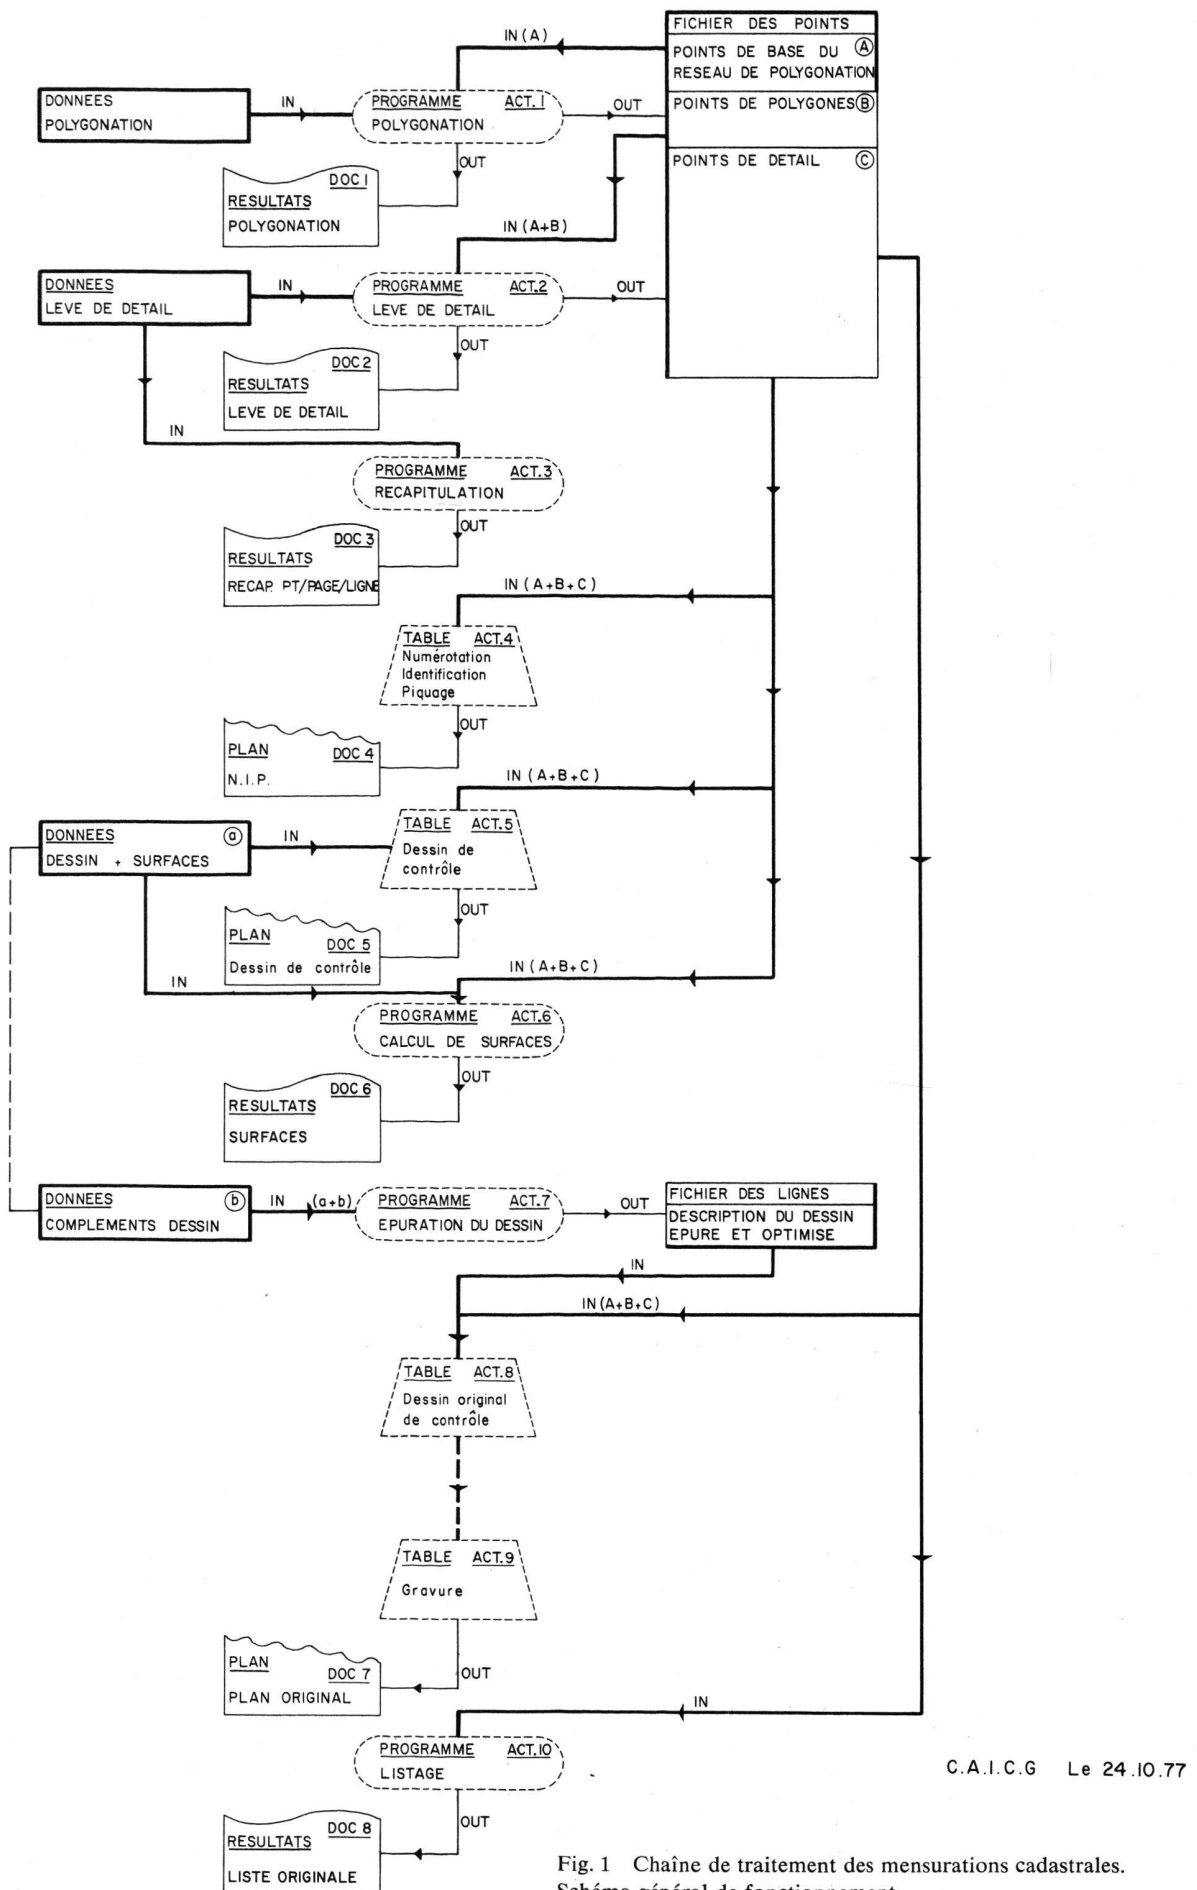 FICHIER DES POINTS
POINTS DE BASE DU Ⓐ
RESEAU DE POLYGONATION
POINTS DE POLYGONES Ⓑ
POINTS DE DETAIL Ⓒ
IN (A)
DONNEES
POLYGONATION
IN
PROGRAMME ACT.1
POLYGONATION
OUT
OUT
DOC 1
RESULTATS
POLYGONATION
IN (A+B)
DONNEES
LEVE DE DETAIL
IN
PROGRAMME ACT.2
LEVE DE DETAIL
OUT
OUT
DOC 2
RESULTATS
LEVE DE DETAIL
IN
PROGRAMME ACT.3
RECAPITULATION
OUT
DOC 3
RESULTATS
RECAP. PT/PAGE/LIGNE
IN (A+B+C)
TABLE ACT.4
Numérotation
Identification
Piquage
OUT
PLAN DOC 4
N.I.P.
IN (A+B+C)
DONNEES ⓐ
DESSIN + SURFACES
IN
TABLE ACT.5
Dessin de
contrôle
OUT
PLAN DOC 5
Dessin de contrôle
IN (A+B+C)
IN
PROGRAMME ACT.6
CALCUL DE SURFACES
OUT
DOC 6
RESULTATS
SURFACES
DONNEES ⓑ
COMPLEMENTS DESSIN
IN (a+b)
PROGRAMME ACT.7
EPURATION DU DESSIN
OUT
FICHIER DES LIGNES
DESCRIPTION DU DESSIN
EPURE ET OPTIMISE
IN
IN (A+B+C)
TABLE ACT.8
Dessin original
de contrôle
TABLE ACT.9
Gravure
OUT
PLAN DOC 7
PLAN ORIGINAL
IN
PROGRAMME ACT.10
LISTAGE
OUT
RESULTATS DOC 8
LISTE ORIGINALE
C.A.I.C.G Le 24.10.77
Fig. 1 Chaîne de traitement des mensurations cadastrales.
Schéma général de fonctionnement